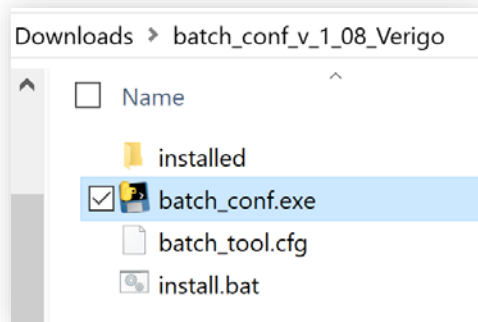 Downloads > batch_conf_v_1_08_Verigo
Name
installed
batch_conf.exe
batch_tool.cfg
install.bat